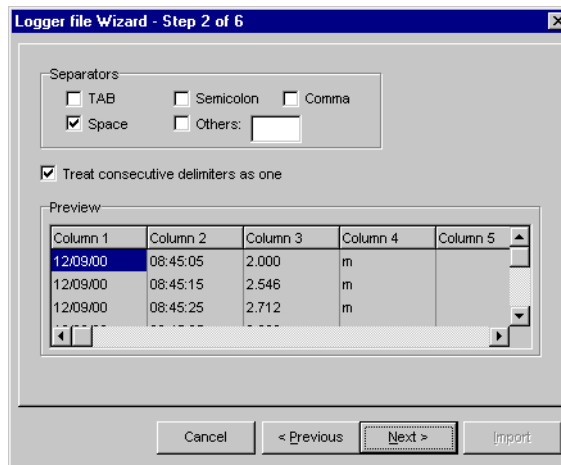 Logger file Wizard - Step 2 of 6
Separators
TAB Semicolon Comma
Space Others:
Treat consecutive delimiters as one
Preview
Column 1 Column 2 Column 3 Column 4 Column 5
12/09/00 08:45:05 2.000 m
12/09/00 08:45:15 2.546 m
12/09/00 08:45:25 2.712 m
Cancel < Previous Next > Import